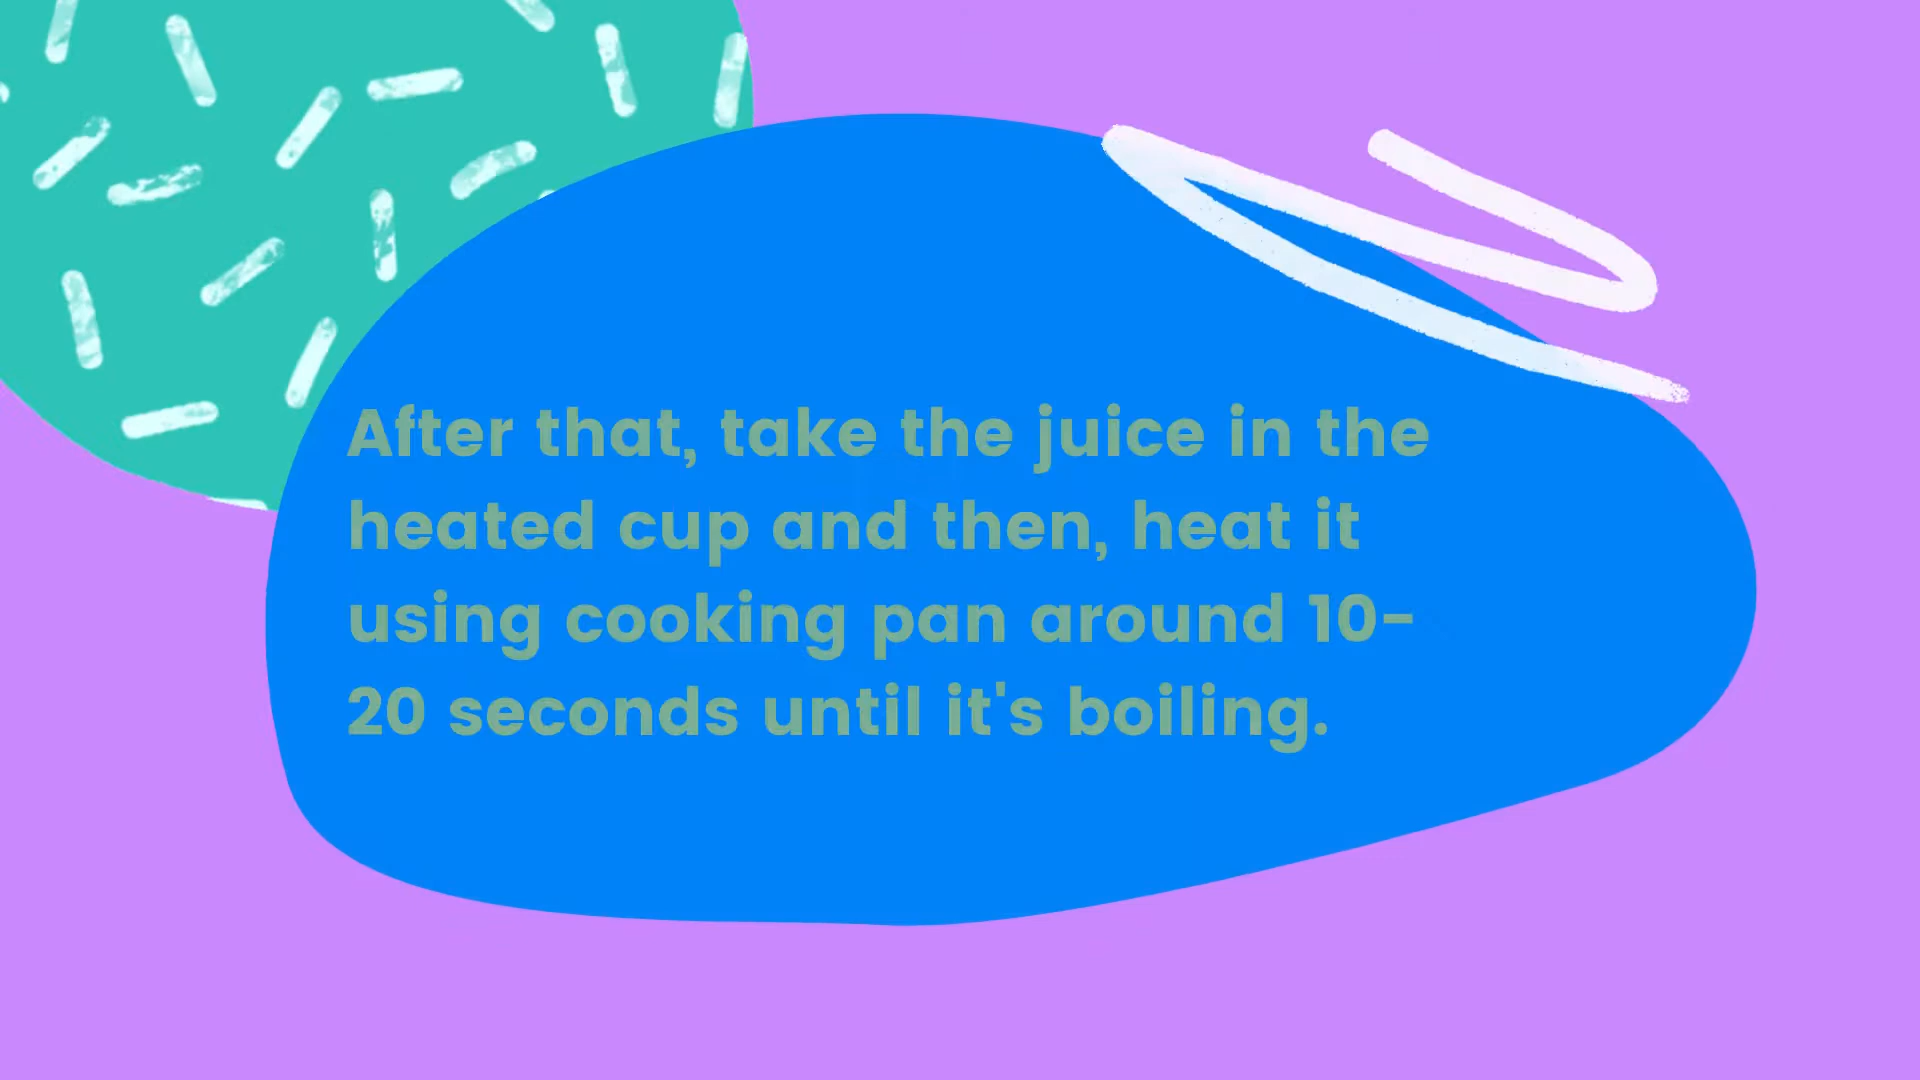 After that, take the juice in the
heated cup and then, heat it
using cooking pan around 10-
20 seconds until it's boiling.